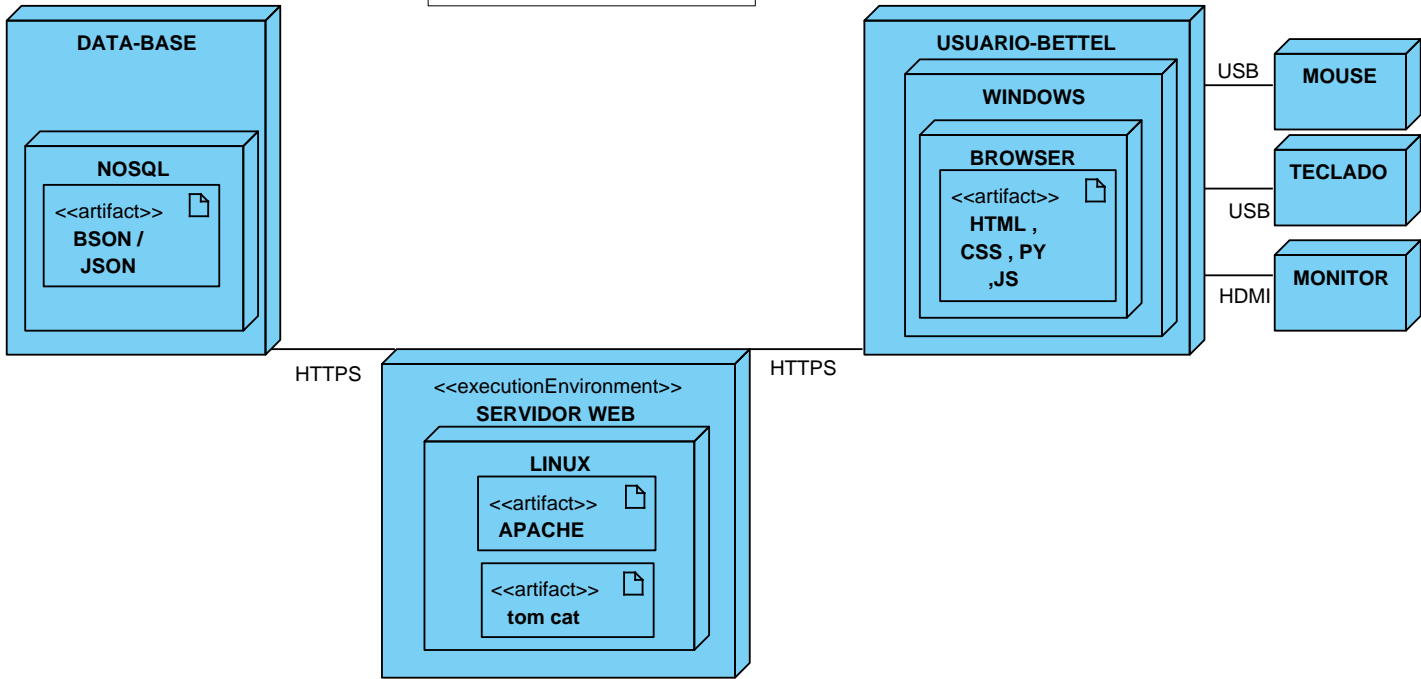 DATA-BASE
NOSQL
<<artifact>>
BSON /
JSON
HTTPS
<<executionEnvironment>>
SERVIDOR WEB
LINUX
<<artifact>>
APACHE
<<artifact>>
tom cat
HTTPS
USUARIO-BETTEL
WINDOWS
BROWSER
<<artifact>>
HTML ,
CSS , PY
,JS
USB
MOUSE
USB
TECLADO
HDMI
MONITOR